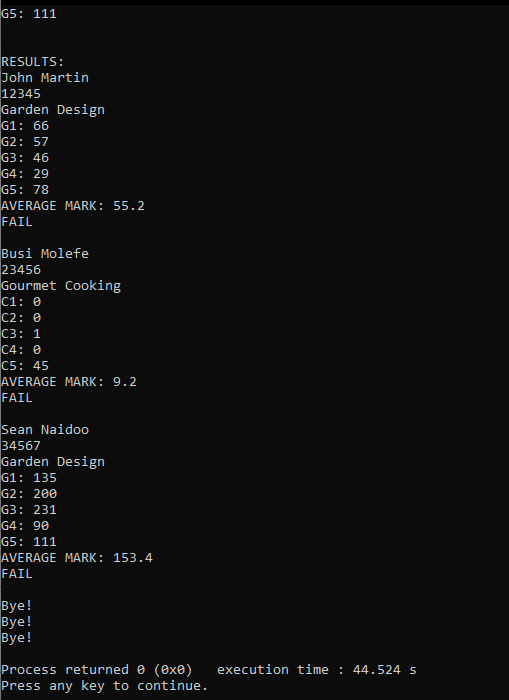 G5: 111
RESULTS:
John Martin
12345
Garden Design
G1: 66
G2: 57
G3: 46
G4: 29
G5: 78
AVERAGE MARK: 55.2
FAIL
Busi Molefe
23456
Gourmet Cooking
C1: 0
C2: 0
C3: 1
C4: 0
C5: 45
AVERAGE MARK: 9.2
FAIL
Sean Naidoo
34567
Garden Design
G1: 135
G2: 200
G3: 231
G4: 90
G5: 111
AVERAGE MARK: 153.4
FAIL
Bye!
Bye!
Bye!
Process returned 0 (0x0)   execution time : 44.524 s
Press any key to continue.